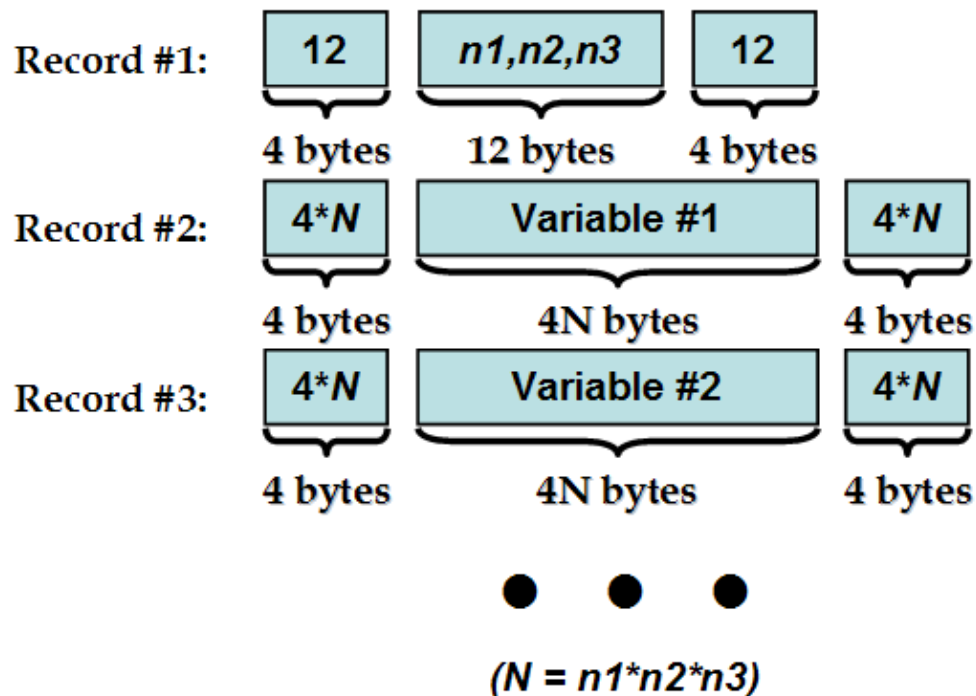 Record #1: 12 n1,n2,n3 12
4 bytes 12 bytes 4 bytes
Record #2: 4*N Variable #1 4*N
4 bytes 4N bytes 4 bytes
Record #3: 4*N Variable #2 4*N
4 bytes 4N bytes 4 bytes
(N = n1*n2*n3)